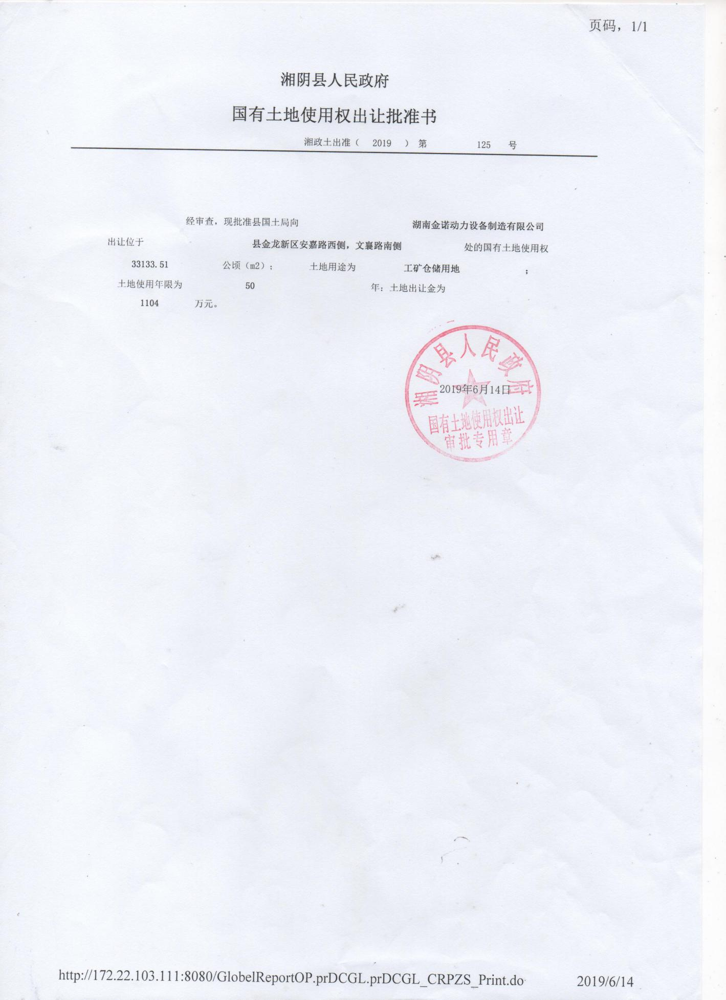 页码，1/1
湘阴县人民政府
国有土地使用权出让批准书
湘政土出准（ 2019 ）第 125 号
经审查，现批准县国土局向 湖南金诺动力设备制造有限公司
出让位于 县金龙新区安嘉路西侧，文襄路南侧 处的国有土地使用权
33133.51 公顷（m2）； 土地用途为 工矿仓储用地 ；
土地使用年限为 50 年：土地出让金为
1104 万元。
湘阴县人民政府
2019年6月14日
国有土地使用权出让
审批专用章
http://172.22.103.111:8080/GlobelReportOP.prDCGL.prDCGL_CRPZS_Print.do 2019/6/14